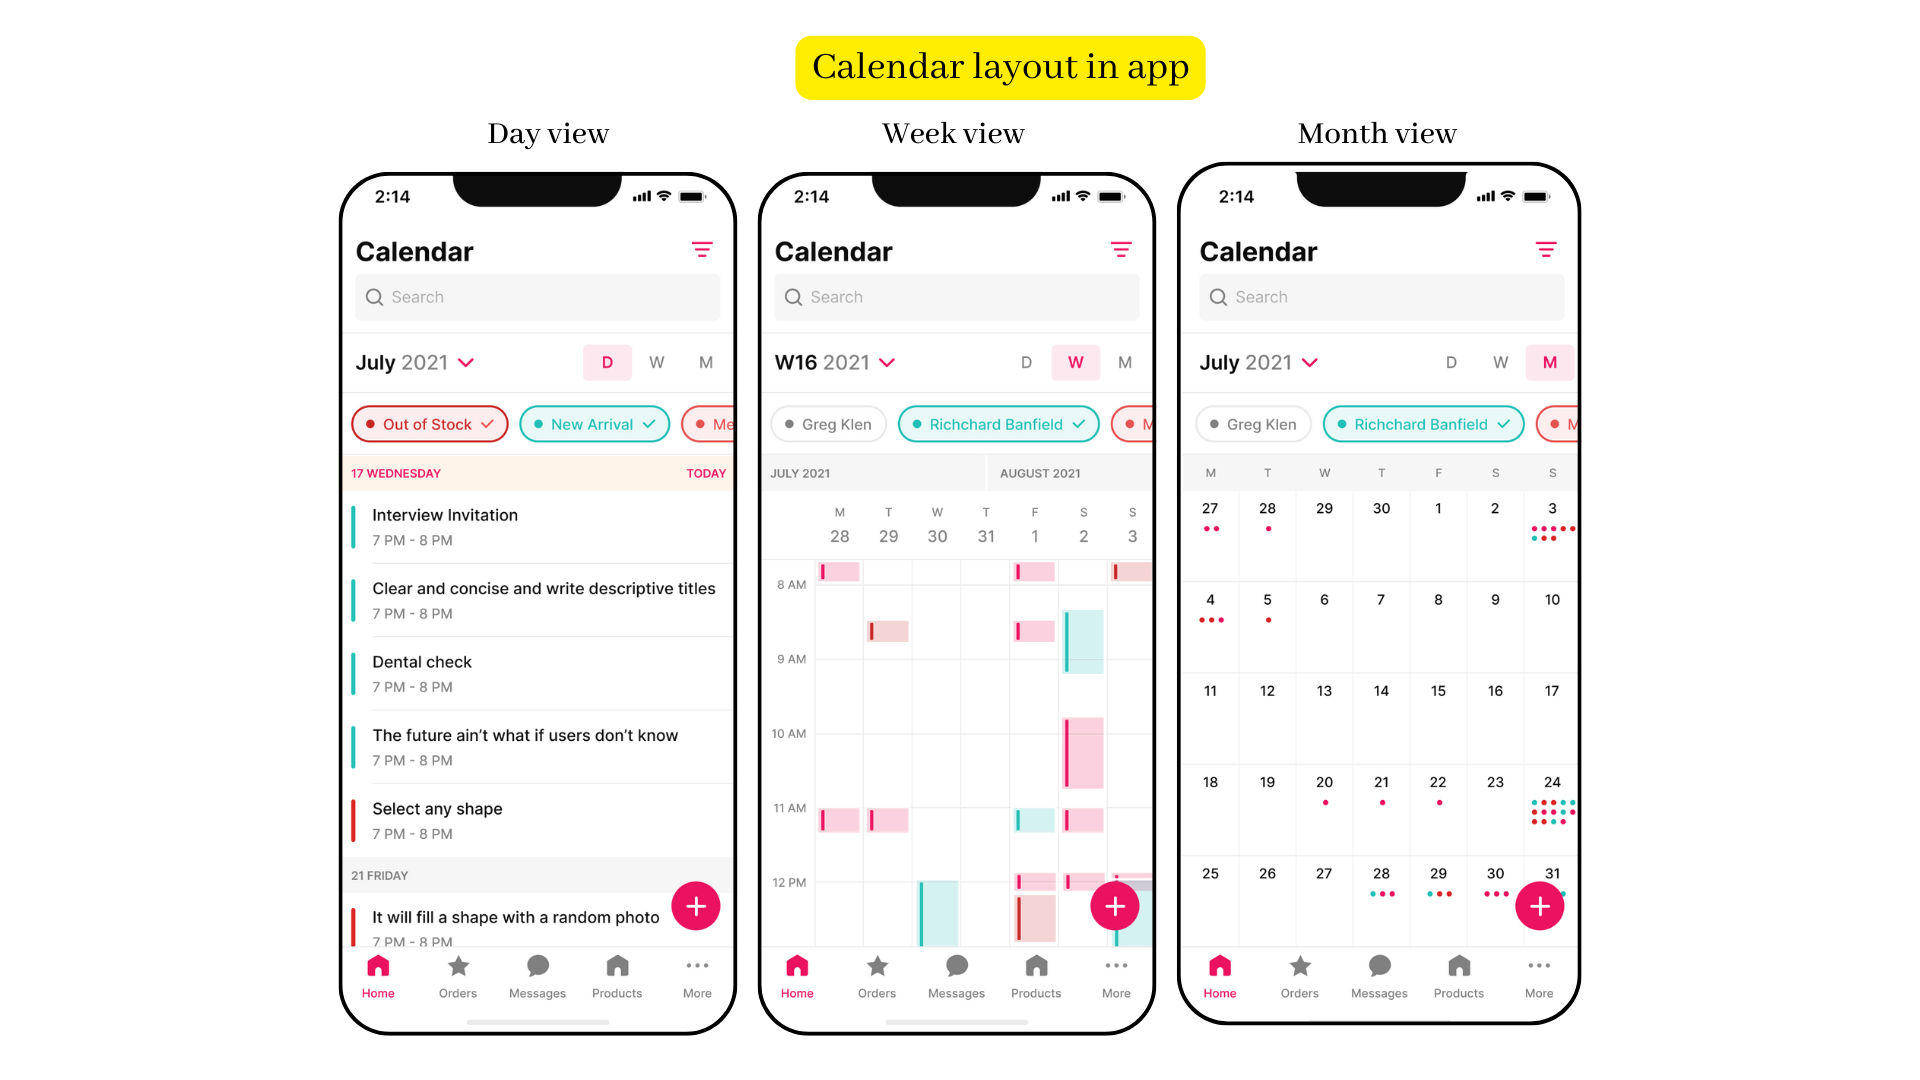 Calendar layout in app
Day view
2:14
Calendar
Search
July 2021
D W M
Out of Stock New Arrival Me
17 WEDNESDAY TODAY
Interview Invitation
7 PM - 8 PM
Clear and concise and write descriptive titles
7 PM - 8 PM
Dental check
7 PM - 8 PM
The future ain’t what if users don’t know
7 PM - 8 PM
Select any shape
7 PM - 8 PM
21 FRIDAY
It will fill a shape with a random photo
7 PM - 8 PM
Home Orders Messages Products More
Week view
2:14
Calendar
Search
W16 2021
D W M
Greg Klen Richchard Banfield M
JULY 2021 AUGUST 2021
M T W T F S S
28 29 30 31 1 2 3
8 AM
9 AM
10 AM
11 AM
12 PM
Home Orders Messages Products More
Month view
2:14
Calendar
Search
July 2021
D W M
Greg Klen Richchard Banfield M
M T W T F S S
27 28 29 30 1 2 3
4 5 6 7 8 9 10
11 12 13 14 15 16 17
18 19 20 21 22 23 24
25 26 27 28 29 30 31
Home Orders Messages Products More